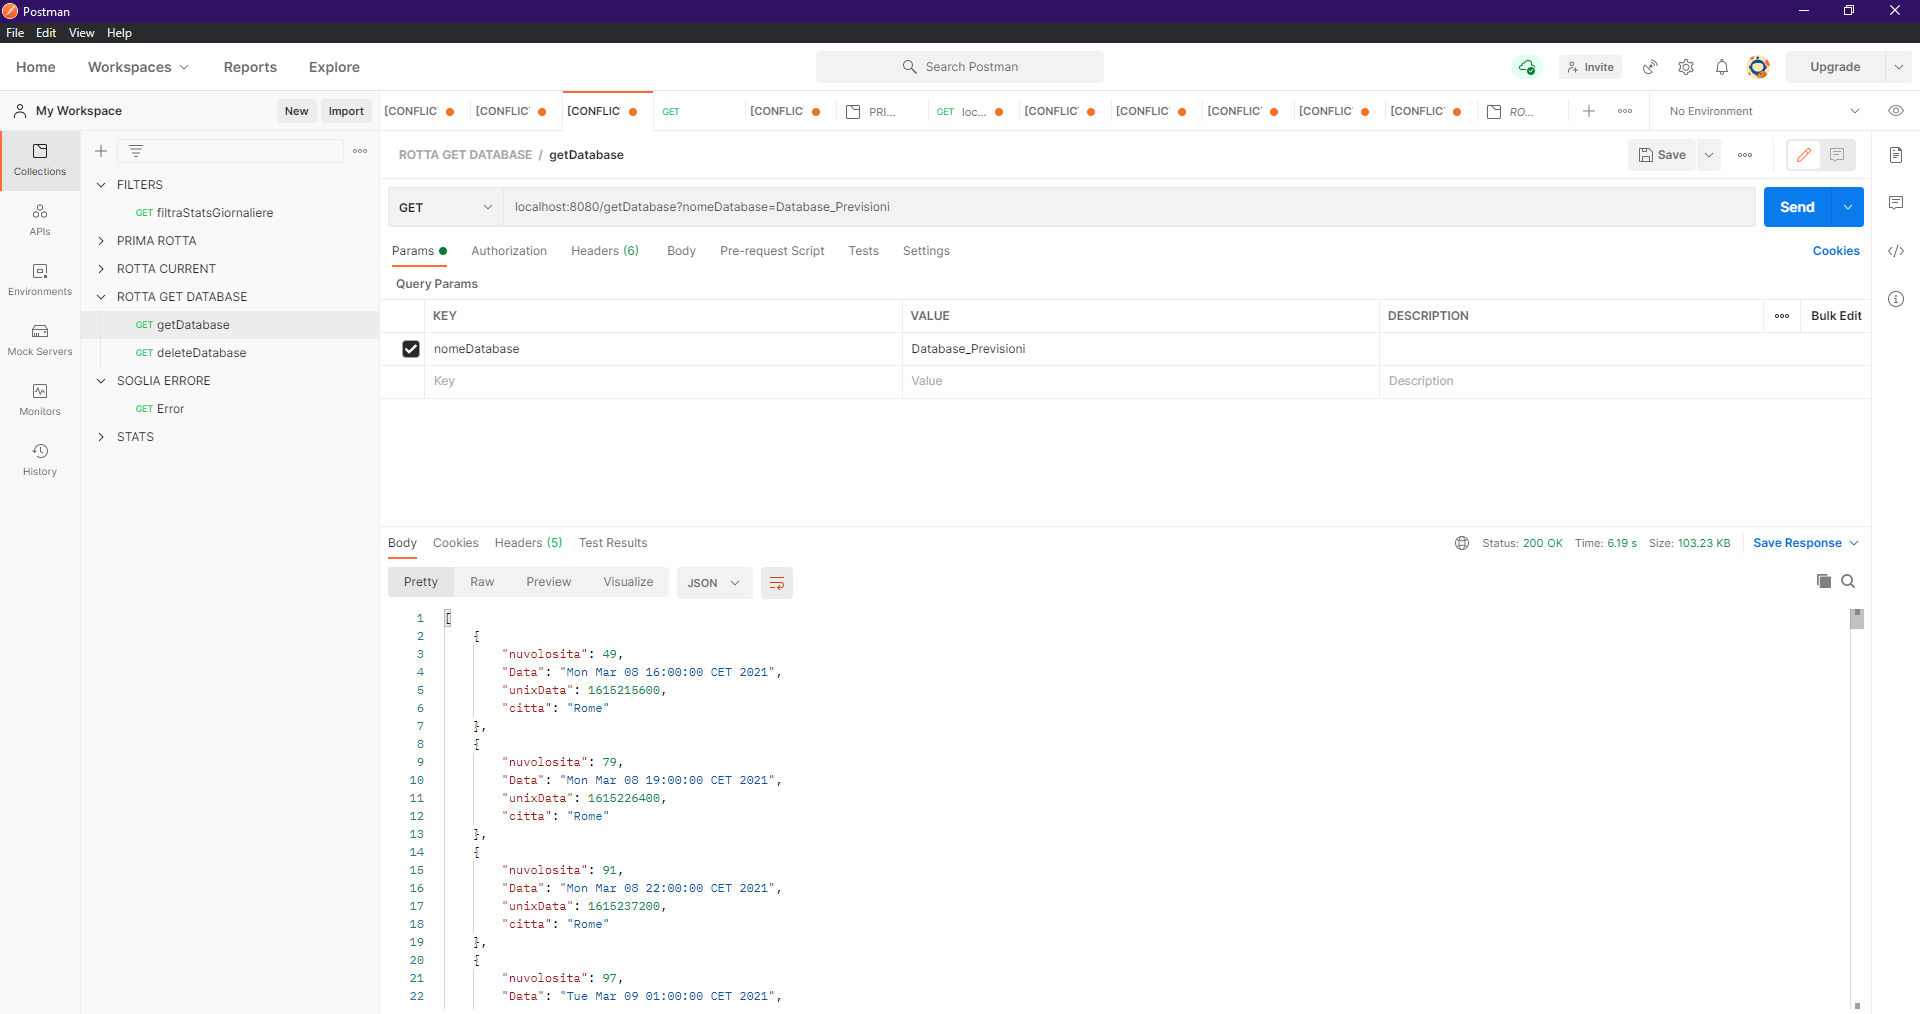 Postman
File Edit View Help
Home Workspaces Reports Explore Search Postman Invite Upgrade
My Workspace New Import [CONFLIC [CONFLIC [CONFLIC GET [CONFLIC PRI... GET loc... [CONFLIC [CONFLIC [CONFLIC [CONFLIC [CONFLIC RO... No Environment
Collections
APIs
Environments
Mock Servers
Monitors
History
FILTERS
GET filtraStatsGiornaliere
PRIMA ROTTA
ROTTA CURRENT
ROTTA GET DATABASE
GET getDatabase
GET deleteDatabase
SOGLIA ERRORE
GET Error
STATS
ROTTA GET DATABASE / getDatabase Save
GET localhost:8080/getDatabase?nomeDatabase=Database_Previsioni Send
Params Authorization Headers (6) Body Pre-request Script Tests Settings Cookies
Query Params
KEY VALUE DESCRIPTION Bulk Edit
nomeDatabase Database_Previsioni
Key Value Description
Body Cookies Headers (5) Test Results Status: 200 OK Time: 6.19 s Size: 103.23 KB Save Response
Pretty Raw Preview Visualize JSON
1 [
2 {
3 "nuvolosita": 49,
4 "Data": "Mon Mar 08 16:00:00 CET 2021",
5 "unixData": 1615215600,
6 "citta": "Rome"
7 },
8 {
9 "nuvolosita": 79,
10 "Data": "Mon Mar 08 19:00:00 CET 2021",
11 "unixData": 1615226400,
12 "citta": "Rome"
13 },
14 {
15 "nuvolosita": 91,
16 "Data": "Mon Mar 08 22:00:00 CET 2021",
17 "unixData": 1615237200,
18 "citta": "Rome"
19 },
20 {
21 "nuvolosita": 97,
22 "Data": "Tue Mar 09 01:00:00 CET 2021",